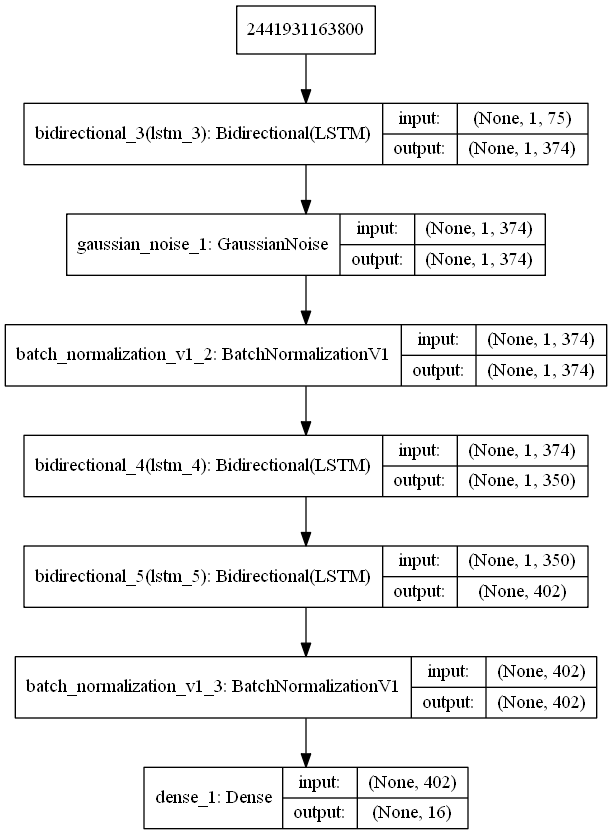 2441931163800
bidirectional_3(lstm_3): Bidirectional(LSTM)
input: (None, 1, 75)
output: (None, 1, 374)
gaussian_noise_1: GaussianNoise
input: (None, 1, 374)
output: (None, 1, 374)
batch_normalization_v1_2: BatchNormalizationV1
input: (None, 1, 374)
output: (None, 1, 374)
bidirectional_4(lstm_4): Bidirectional(LSTM)
input: (None, 1, 374)
output: (None, 1, 350)
bidirectional_5(lstm_5): Bidirectional(LSTM)
input: (None, 1, 350)
output: (None, 402)
batch_normalization_v1_3: BatchNormalizationV1
input: (None, 402)
output: (None, 402)
dense_1: Dense
input: (None, 402)
output: (None, 16)